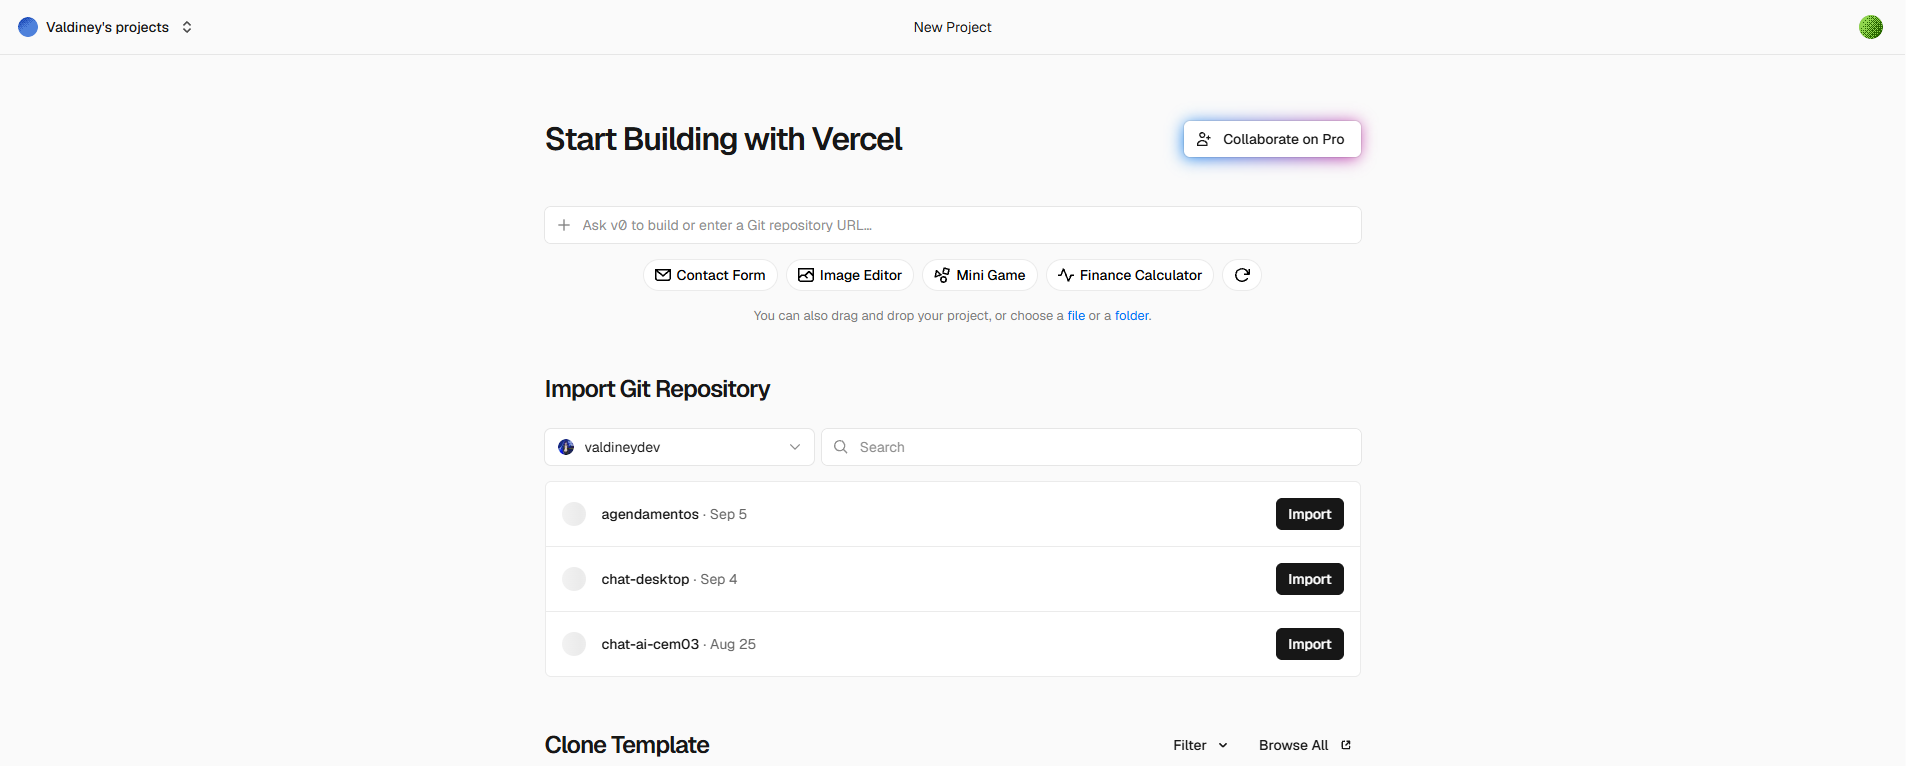 Valdiney's projects
New Project
Start Building with Vercel
Collaborate on Pro
Ask v0 to build or enter a Git repository URL...
Contact Form
Image Editor
Mini Game
Finance Calculator
You can also drag and drop your project, or choose a file or a folder.
Import Git Repository
valdineydev
Search
agendamentos · Sep 5
Import
chat-desktop · Sep 4
Import
chat-ai-cem03 · Aug 25
Import
Clone Template
Filter
Browse All